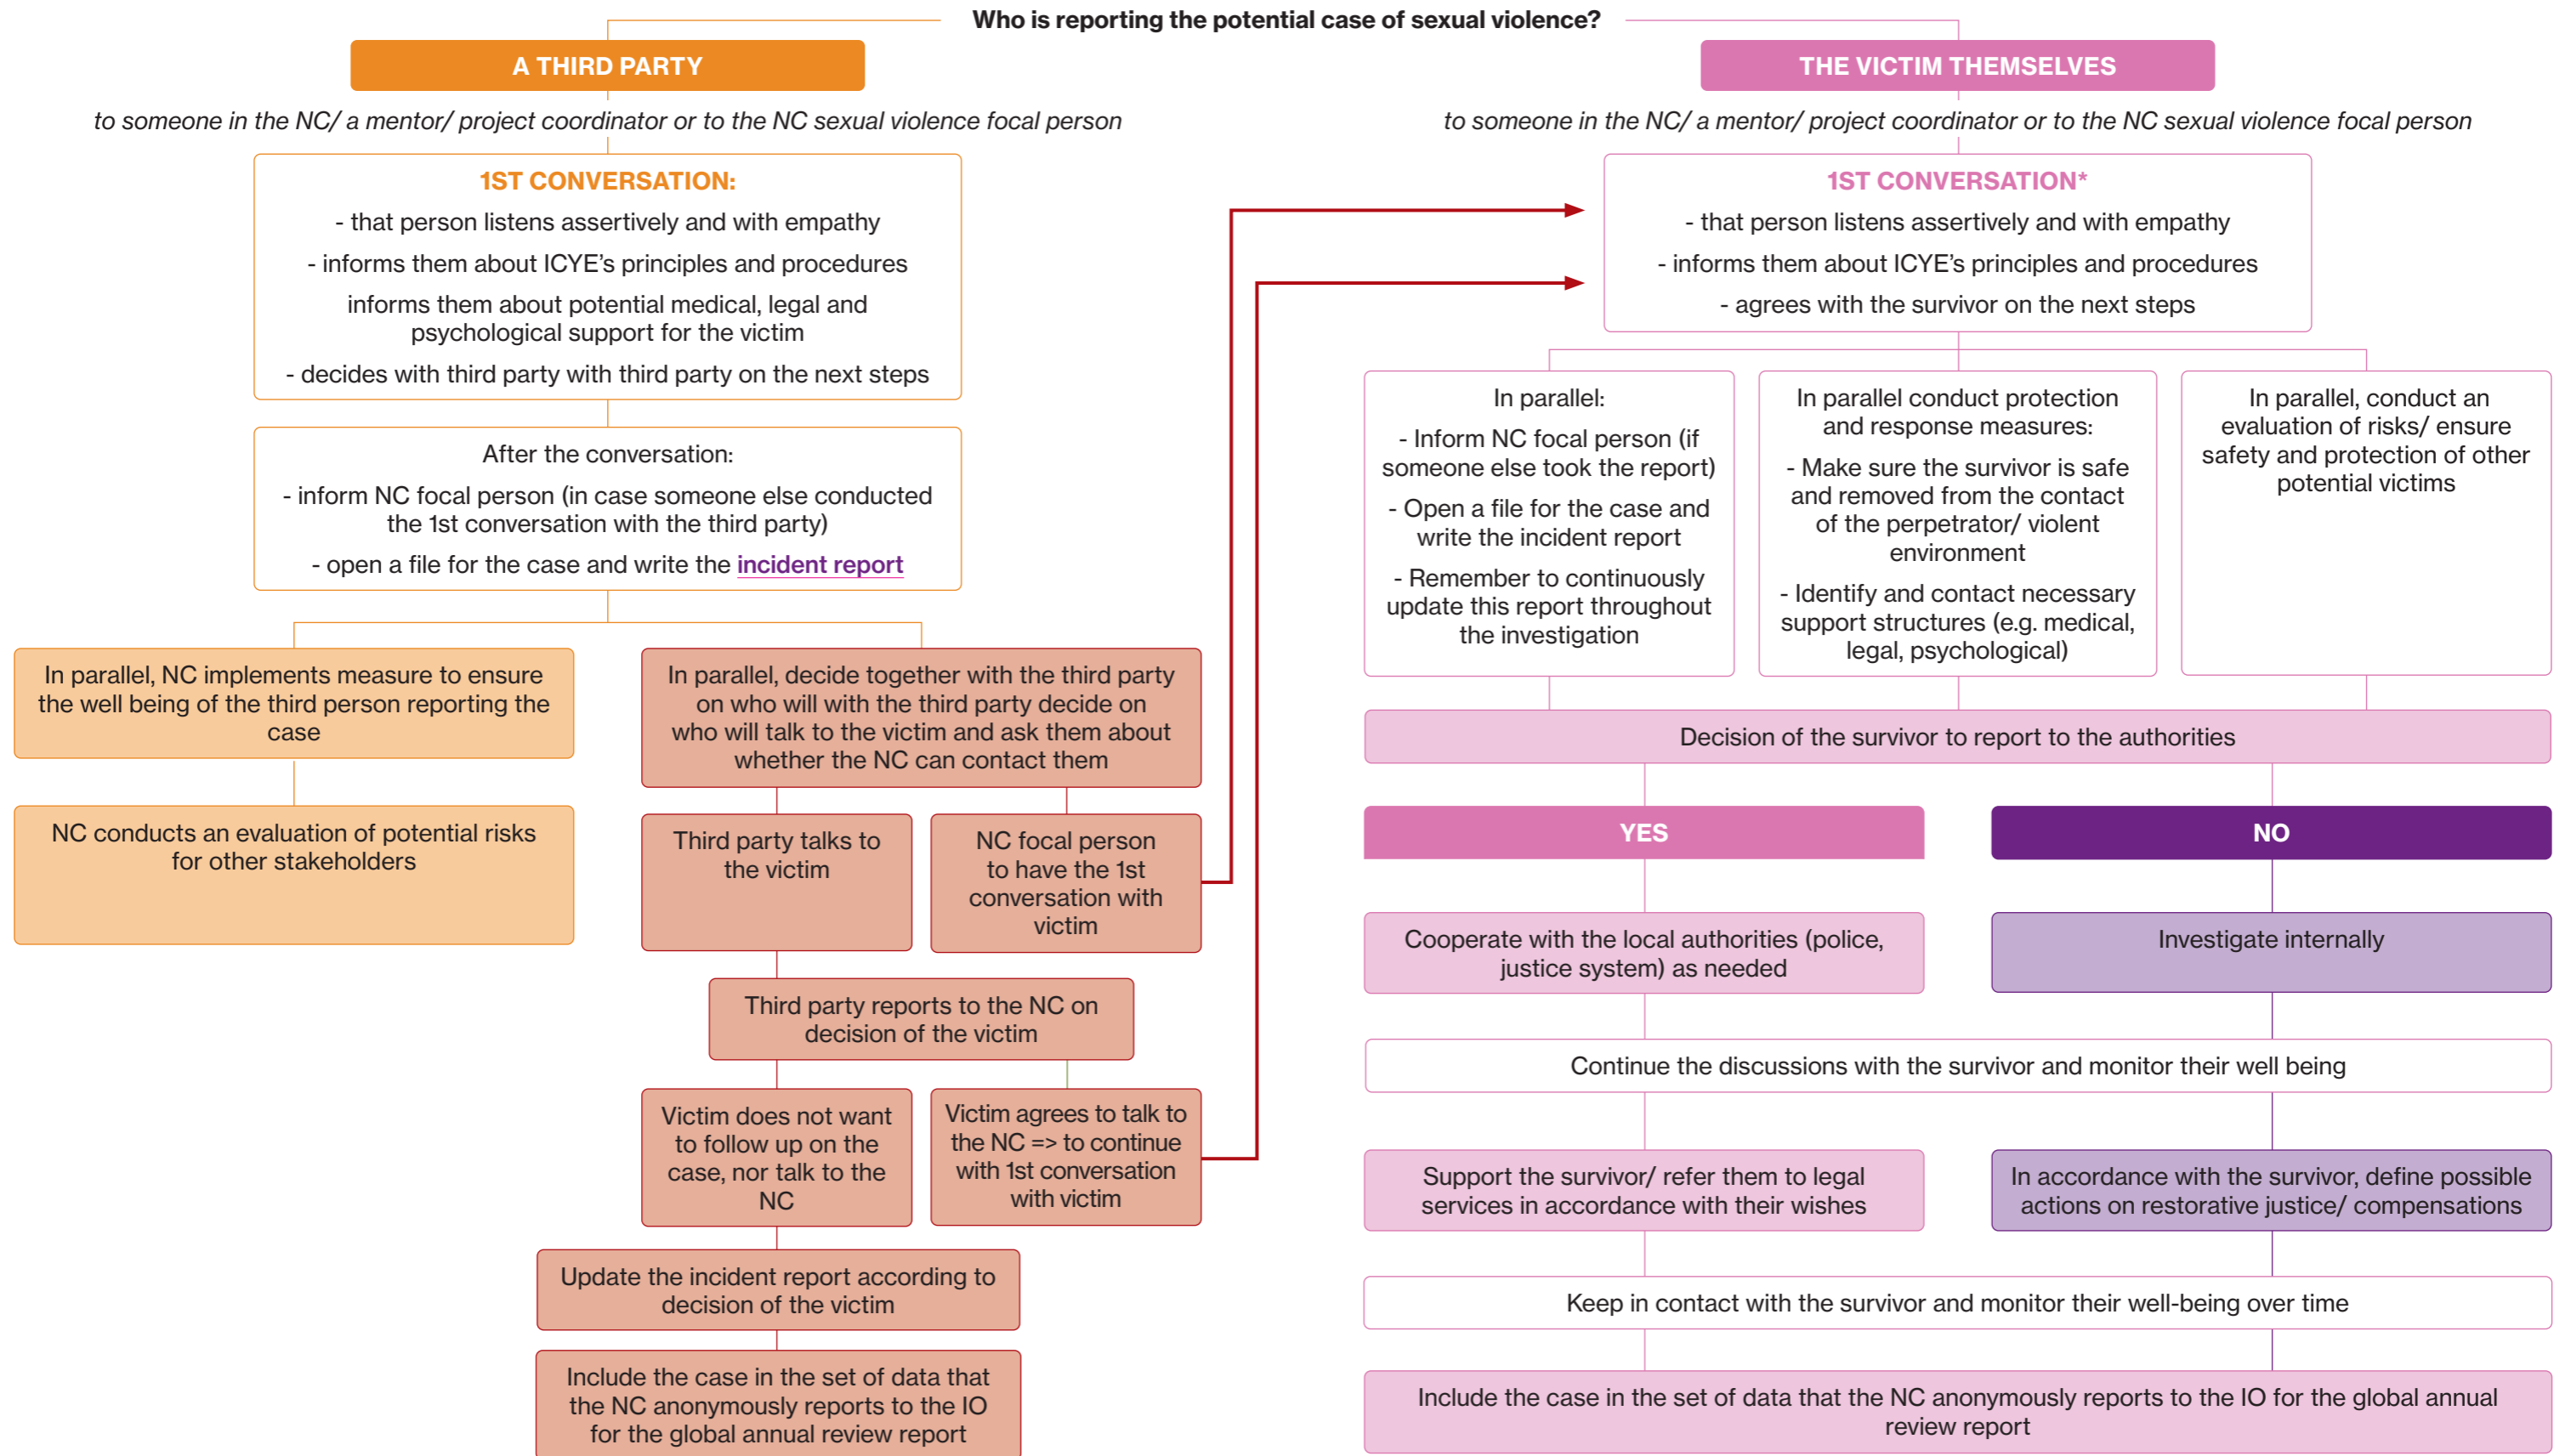 Who is reporting the potential case of sexual violence?
A THIRD PARTY
to someone in the NC/ a mentor/ project coordinator or to the NC sexual violence focal person
1ST CONVERSATION:
- that person listens assertively and with empathy
- informs them about ICYE’s principles and procedures
informs them about potential medical, legal and
psychological support for the victim
- decides with third party with third party on the next steps
After the conversation:
- inform NC focal person (in case someone else conducted
the 1st conversation with the third party)
- open a file for the case and write the incident report
In parallel, NC implements measure to ensure
the well being of the third person reporting the
case
NC conducts an evaluation of potential risks
for other stakeholders
In parallel, decide together with the third party
on who will with the third party decide on
who will talk to the victim and ask them about
whether the NC can contact them
Third party talks to
the victim
NC focal person
to have the 1st
conversation with
victim
Third party reports to the NC on
decision of the victim
Victim does not want
to follow up on the
case, nor talk to the
NC
Victim agrees to talk to
the NC => to continue
with 1st conversation
with victim
Update the incident report according to
decision of the victim
Include the case in the set of data that
the NC anonymously reports to the IO
for the global annual review report
THE VICTIM THEMSELVES
to someone in the NC/ a mentor/ project coordinator or to the NC sexual violence focal person
1ST CONVERSATION*
- that person listens assertively and with empathy
- informs them about ICYE’s principles and procedures
- agrees with the survivor on the next steps
In parallel:
- Inform NC focal person (if
someone else took the report)
- Open a file for the case and
write the incident report
- Remember to continuously
update this report throughout
the investigation
In parallel conduct protection
and response measures:
- Make sure the survivor is safe
and removed from the contact
of the perpetrator/ violent
environment
- Identify and contact necessary
support structures (e.g. medical,
legal, psychological)
In parallel, conduct an
evaluation of risks/ ensure
safety and protection of other
potential victims
Decision of the survivor to report to the authorities
YES
NO
Cooperate with the local authorities (police,
justice system) as needed
Investigate internally
Continue the discussions with the survivor and monitor their well being
Support the survivor/ refer them to legal
services in accordance with their wishes
In accordance with the survivor, define possible
actions on restorative justice/ compensations
Keep in contact with the survivor and monitor their well-being over time
Include the case in the set of data that the NC anonymously reports to the IO for the global annual
review report